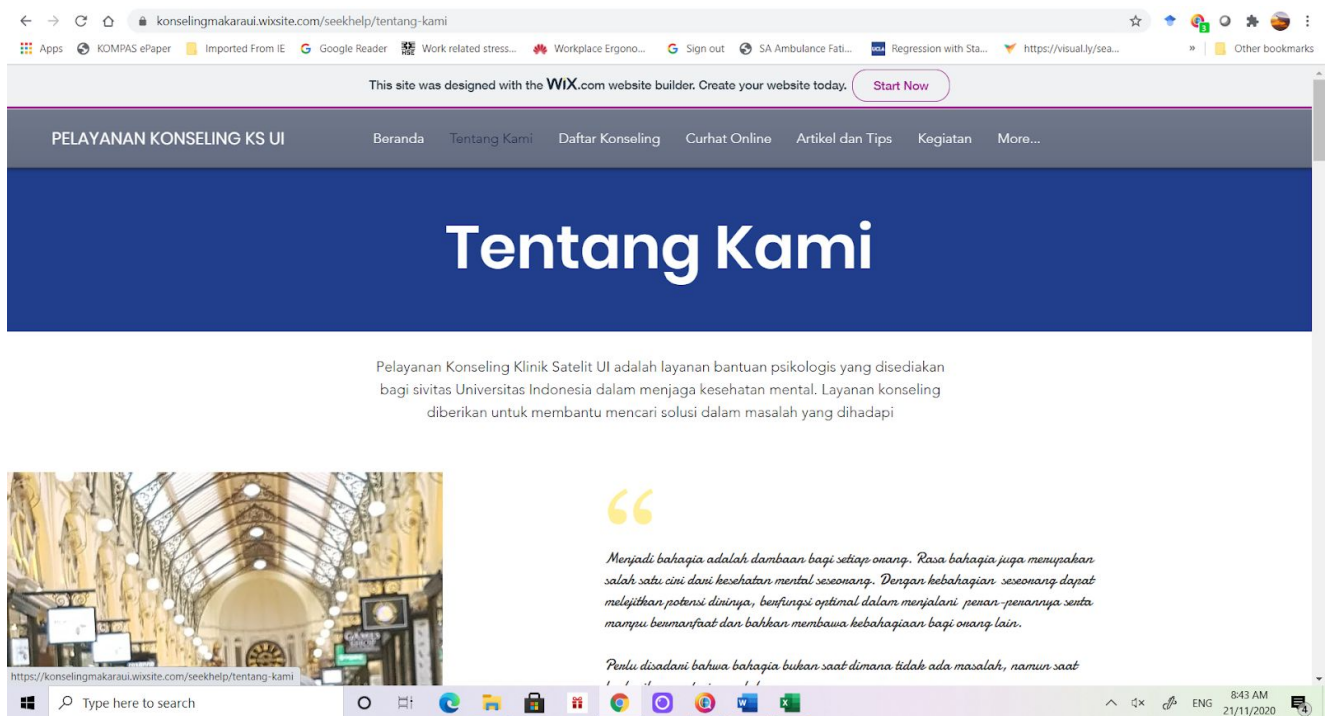 konselingmakaraui.wixsite.com/seekhelp/tentang-kami
Apps KOMPAS ePaper Imported From IE Google Reader Work related stress... Workplace Ergono... Sign out SA Ambulance Fati... Regression with Sta... https://visual.ly/sea... » Other bookmarks
This site was designed with the WiX.com website builder. Create your website today. Start Now
PELAYANAN KONSELING KS UI Beranda Tentang Kami Daftar Konseling Curhat Online Artikel dan Tips Kegiatan More...
Tentang Kami
Pelayanan Konseling Klinik Satelit UI adalah layanan bantuan psikologis yang disediakan
bagi sivitas Universitas Indonesia dalam menjaga kesehatan mental. Layanan konseling
diberikan untuk membantu mencari solusi dalam masalah yang dihadapi
“
Menjadi bahagia adalah dambaan bagi setiap orang. Rasa bahagia juga merupakan
salah satu ciri dari kesehatan mental seseorang. Dengan kebahagian seseorang dapat
melejitkan potensi dirinya, berfungsi optimal dalam menjalani peran-perannya serta
mampu bermanfaat dan bahkan membawa kebahagiaan bagi orang lain.
Perlu disadari bahwa bahagia bukan saat dimana tidak ada masalah, namun saat
https://konselingmakaraui.wixsite.com/seekhelp/tentang-kami
Type here to search ENG 8:43 AM
21/11/2020